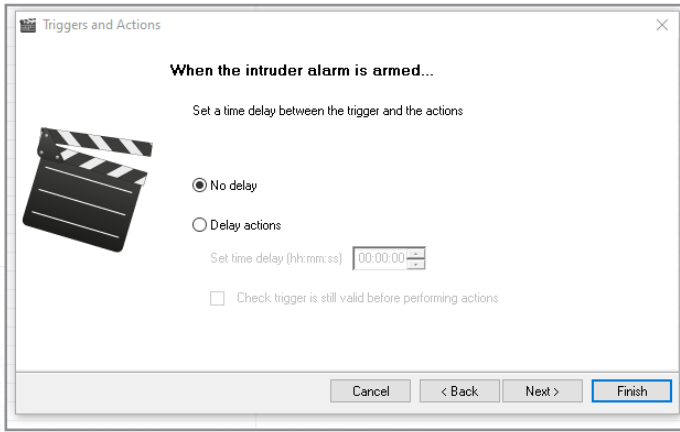 Triggers and Actions
When the intruder alarm is armed...
Set a time delay between the trigger and the actions
No delay
Delay actions
Set time delay (hh:mm:ss) 00:00:00
Check trigger is still valid before performing actions
Cancel < Back Next > Finish